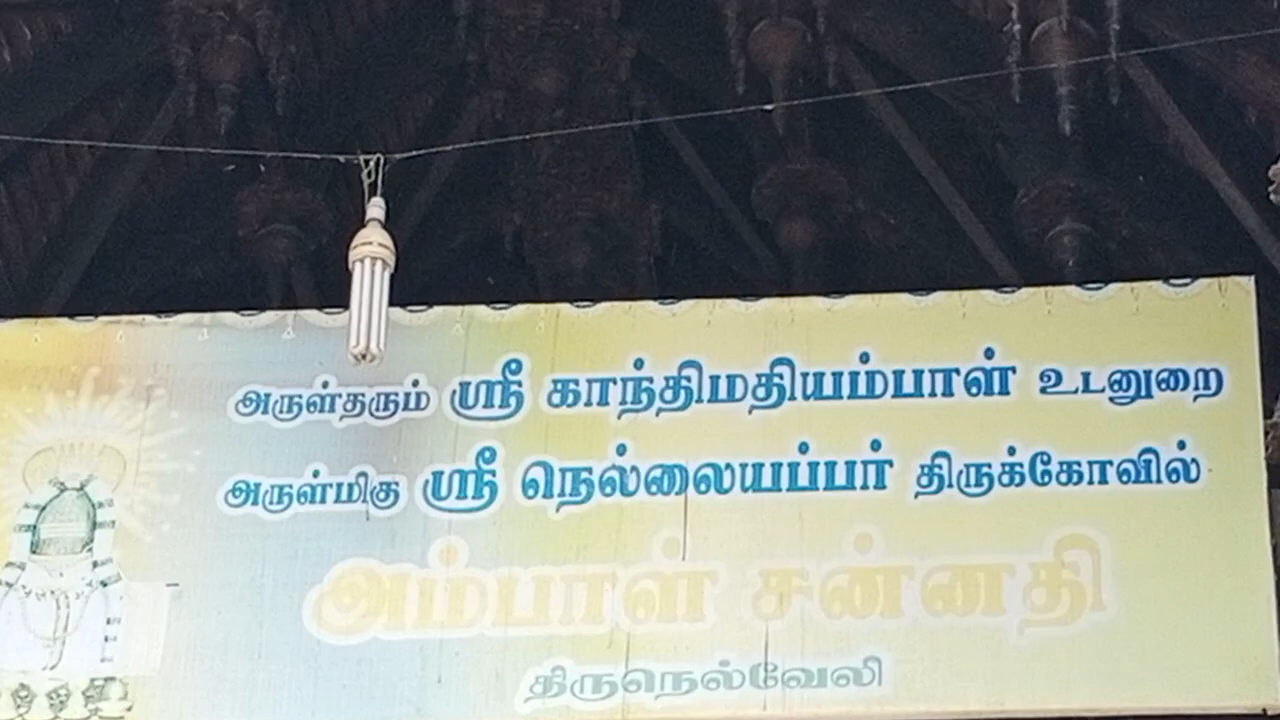 அருள்தரும் ஸ்ரீ காந்திமதியம்பாள் உடனுறை
அருள்மிகு ஸ்ரீ நெல்லையப்பர் திருக்கோவில்
அம்பாள் சன்னதி
திருநெல்வேலி